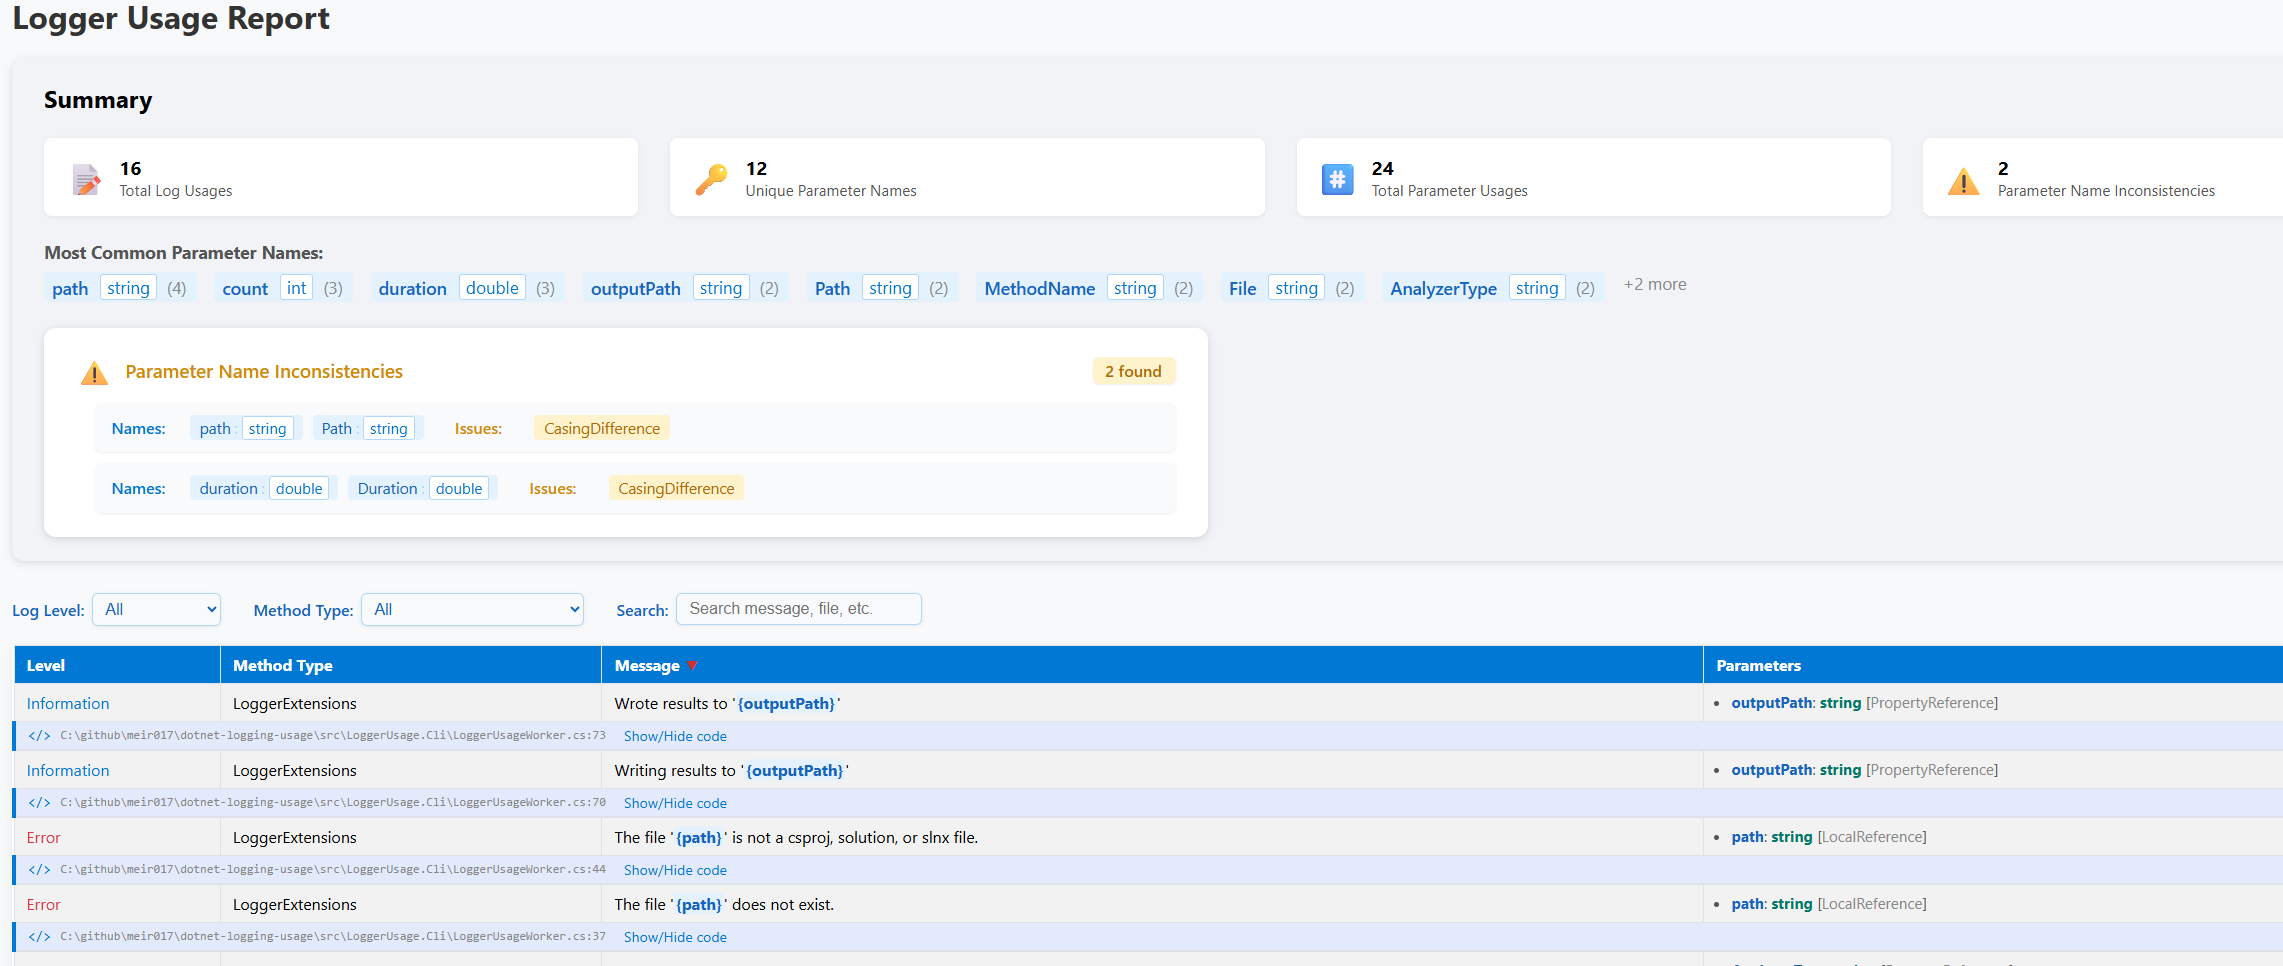 Logger Usage Report
Summary
16
Total Log Usages
12
Unique Parameter Names
24
Total Parameter Usages
2
Parameter Name Inconsistencies
Most Common Parameter Names:
path string (4) count int (3) duration double (3) outputPath string (2) Path string (2) MethodName string (2) File string (2) AnalyzerType string (2) +2 more
Parameter Name Inconsistencies 2 found
Names: path : string Path : string Issues: CasingDifference
Names: duration : double Duration : double Issues: CasingDifference
Log Level: All Method Type: All Search: Search message, file, etc.
Level Method Type Message ▼ Parameters
Information LoggerExtensions Wrote results to '{outputPath}' • outputPath: string [PropertyReference]
</> C:\github\meir017\dotnet-logging-usage\src\LoggerUsage.Cli\LoggerUsageWorker.cs:73 Show/Hide code
Information LoggerExtensions Writing results to '{outputPath}' • outputPath: string [PropertyReference]
</> C:\github\meir017\dotnet-logging-usage\src\LoggerUsage.Cli\LoggerUsageWorker.cs:70 Show/Hide code
Error LoggerExtensions The file '{path}' is not a csproj, solution, or slnx file. • path: string [LocalReference]
</> C:\github\meir017\dotnet-logging-usage\src\LoggerUsage.Cli\LoggerUsageWorker.cs:44 Show/Hide code
Error LoggerExtensions The file '{path}' does not exist. • path: string [LocalReference]
</> C:\github\meir017\dotnet-logging-usage\src\LoggerUsage.Cli\LoggerUsageWorker.cs:37 Show/Hide code